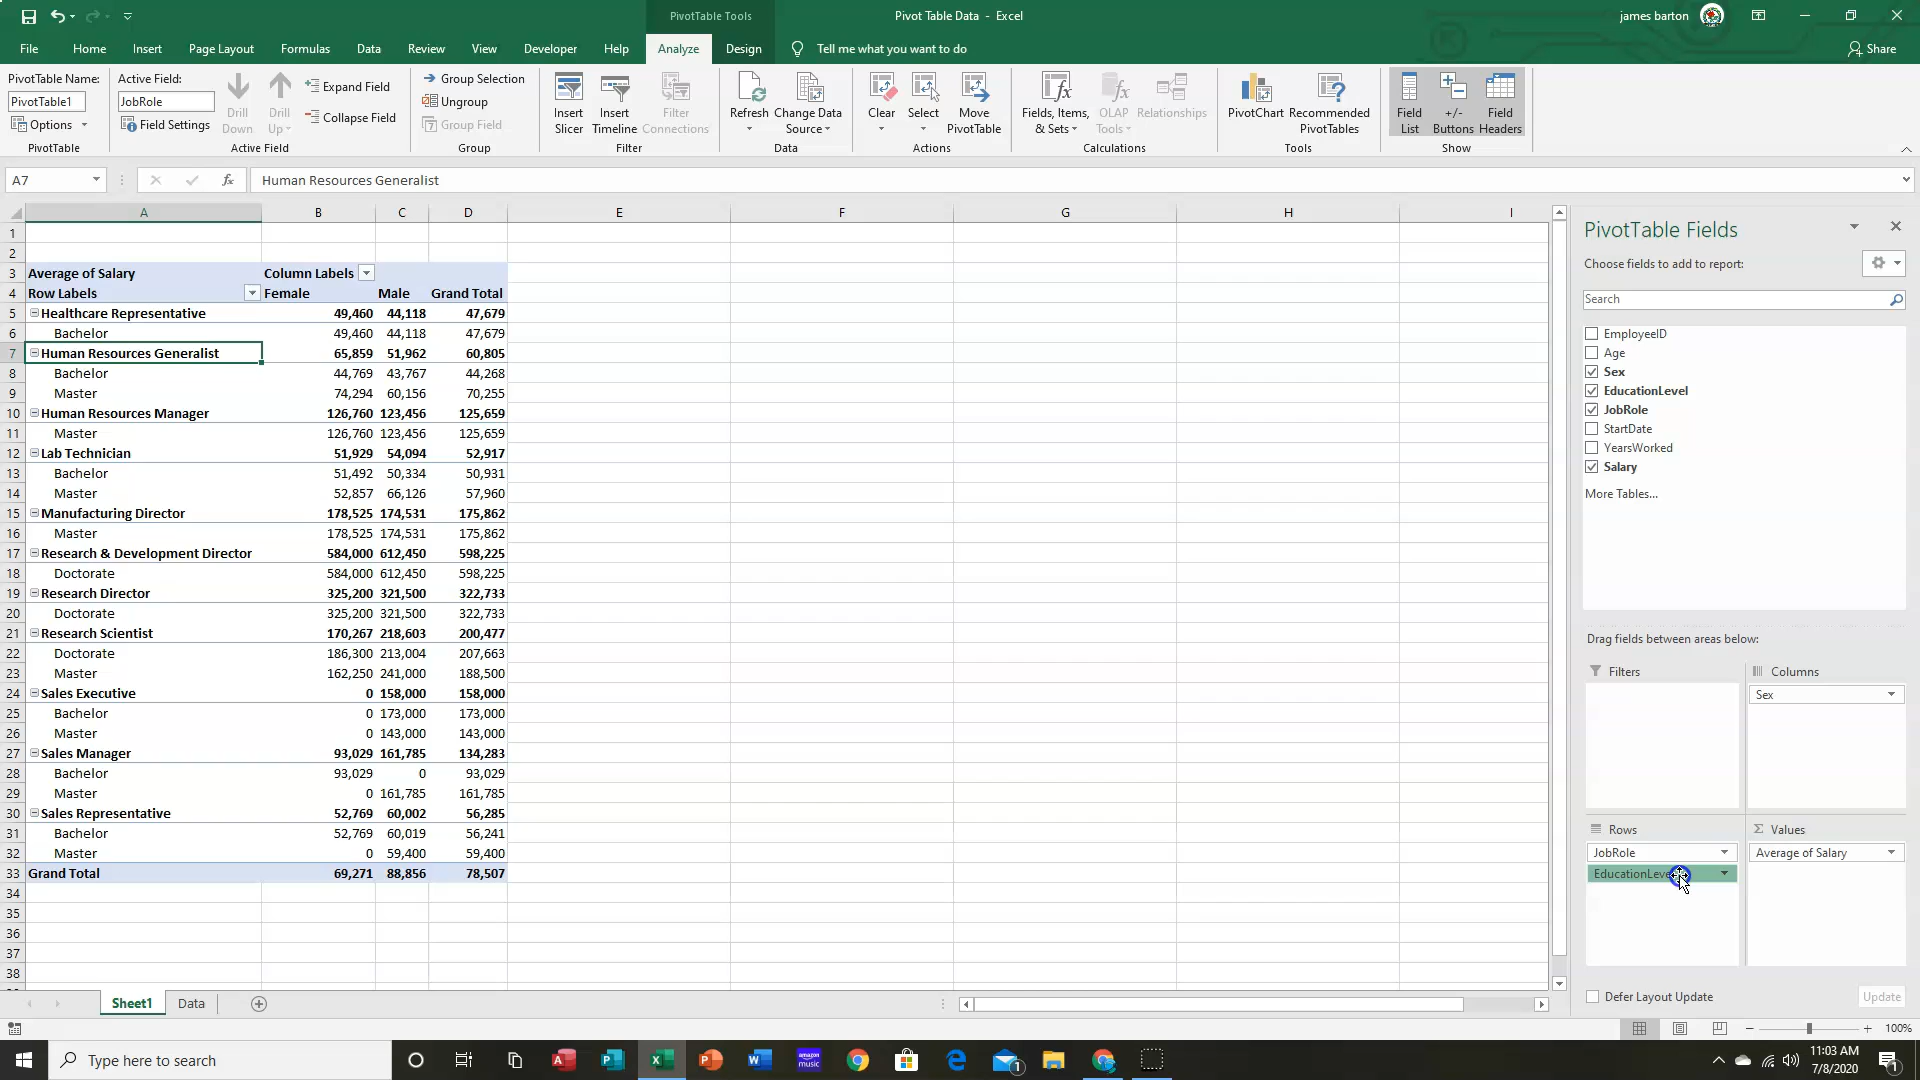 PivotTable Tools
Pivot Table Data - Excel
james barton
File Home Insert Page Layout Formulas Data Review View Developer Help Analyze Design Tell me what you want to do Share
PivotTable Name:
PivotTable1
Options
PivotTable
Active Field:
JobRole
Field Settings
Drill Down
Drill Up
Expand Field
Collapse Field
Active Field
Group Selection
Ungroup
Group Field
Group
Insert Slicer
Insert Timeline
Filter Connections
Filter
Refresh
Change Data Source
Data
Clear
Select
Move PivotTable
Actions
Fields, Items, & Sets
OLAP Tools
Relationships
Calculations
PivotChart
Recommended PivotTables
Tools
Field List
+/- Buttons
Field Headers
Show
A7 fx Human Resources Generalist
A B C D E F G H I
1
2
3 Average of Salary Column Labels
4 Row Labels Female Male Grand Total
5 Healthcare Representative 49,460 44,118 47,679
6 Bachelor 49,460 44,118 47,679
7 Human Resources Generalist 65,859 51,962 60,805
8 Bachelor 44,769 43,767 44,268
9 Master 74,294 60,156 70,255
10 Human Resources Manager 126,760 123,456 125,659
11 Master 126,760 123,456 125,659
12 Lab Technician 51,929 54,094 52,917
13 Bachelor 51,492 50,334 50,931
14 Master 52,857 66,126 57,960
15 Manufacturing Director 178,525 174,531 175,862
16 Master 178,525 174,531 175,862
17 Research & Development Director 584,000 612,450 598,225
18 Doctorate 584,000 612,450 598,225
19 Research Director 325,200 321,500 322,733
20 Doctorate 325,200 321,500 322,733
21 Research Scientist 170,267 218,603 200,477
22 Doctorate 186,300 213,004 207,663
23 Master 162,250 241,000 188,500
24 Sales Executive 0 158,000 158,000
25 Bachelor 0 173,000 173,000
26 Master 0 143,000 143,000
27 Sales Manager 93,029 161,785 134,283
28 Bachelor 93,029 0 93,029
29 Master 0 161,785 161,785
30 Sales Representative 52,769 60,002 56,285
31 Bachelor 52,769 60,019 56,241
32 Master 0 59,400 59,400
33 Grand Total 69,271 88,856 78,507
34
35
36
37
38
PivotTable Fields
Choose fields to add to report:
Search
EmployeeID
Age
Sex
EducationLevel
JobRole
StartDate
YearsWorked
Salary
More Tables...
Drag fields between areas below:
Filters
Columns
Sex
Rows
JobRole
EducationLeve
Values
Average of Salary
Defer Layout Update
Update
Sheet1 Data
100%
Type here to search
amazon music
1
11:03 AM
7/8/2020
1